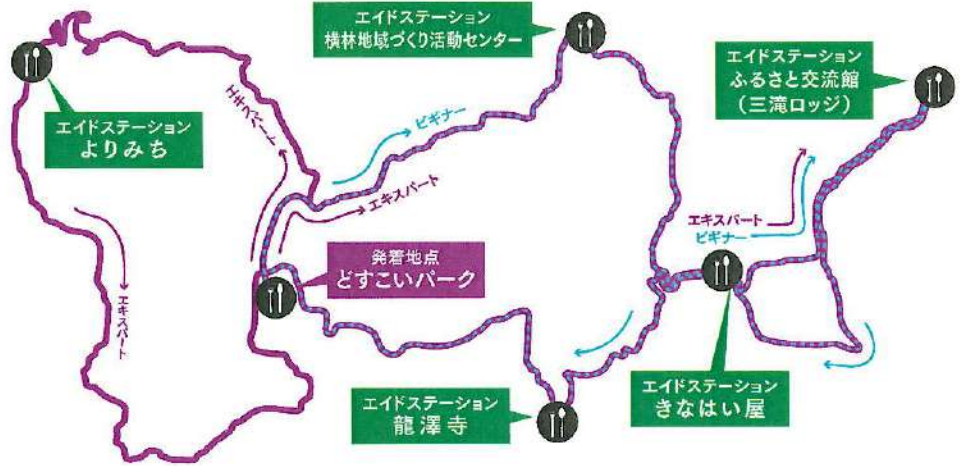 エイドステーション
横林地域づくり活動センター
エイドステーション
ふるさと交流館
(三滝ロッジ)
エイドステーション
よりみち
エキスパート
ビギナー
エキスパート
エキスパート
ビギナー
発着地点
どすこいパーク
エキスパート
エイドステーション
龍澤寺
エイドステーション
きなはい屋